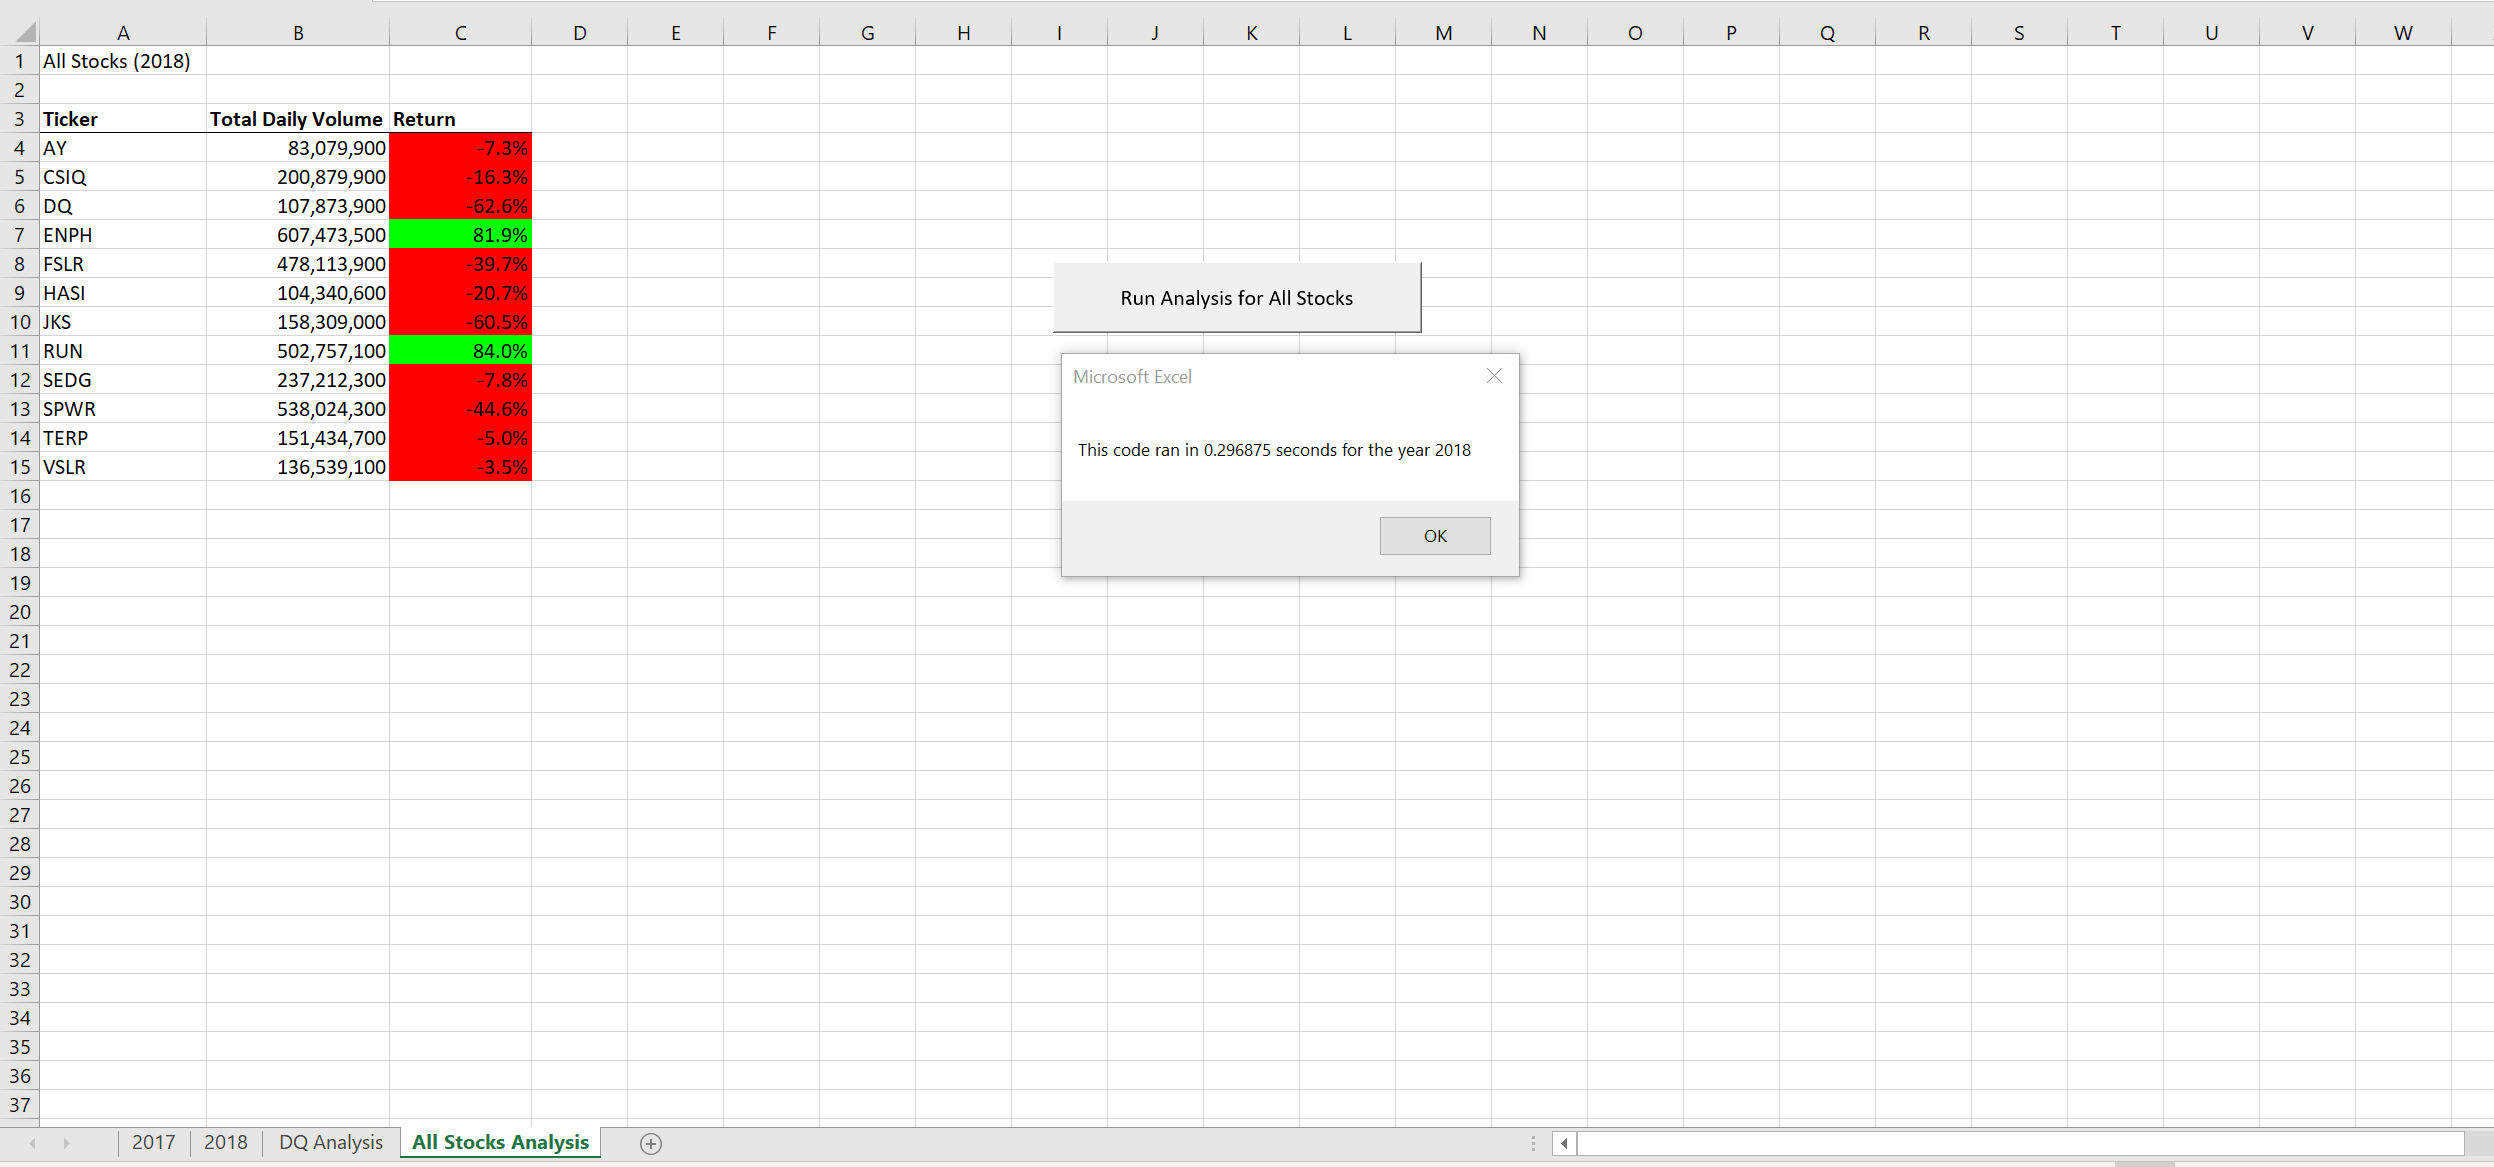 A B C D E F G H I J K L M N O P Q R S T U V W
1 All Stocks (2018)
2
3 Ticker Total Daily Volume Return
4 AY 83,079,900 -7.3%
5 CSIQ 200,879,900 -16.3%
6 DQ 107,873,900 -62.6%
7 ENPH 607,473,500 81.9%
8 FSLR 478,113,900 -39.7%
9 HASI 104,340,600 -20.7%
Run Analysis for All Stocks
10 JKS 158,309,000 -60.5%
11 RUN 502,757,100 84.0%
12 SEDG 237,212,300 -7.8%
Microsoft Excel
13 SPWR 538,024,300 -44.6%
14 TERP 151,434,700 -5.0%
This code ran in 0.296875 seconds for the year 2018
15 VSLR 136,539,100 -3.5%
16
17
OK
18
19
20
21
22
23
24
25
26
27
28
29
30
31
32
33
34
35
36
37
2017 2018 DQ Analysis All Stocks Analysis